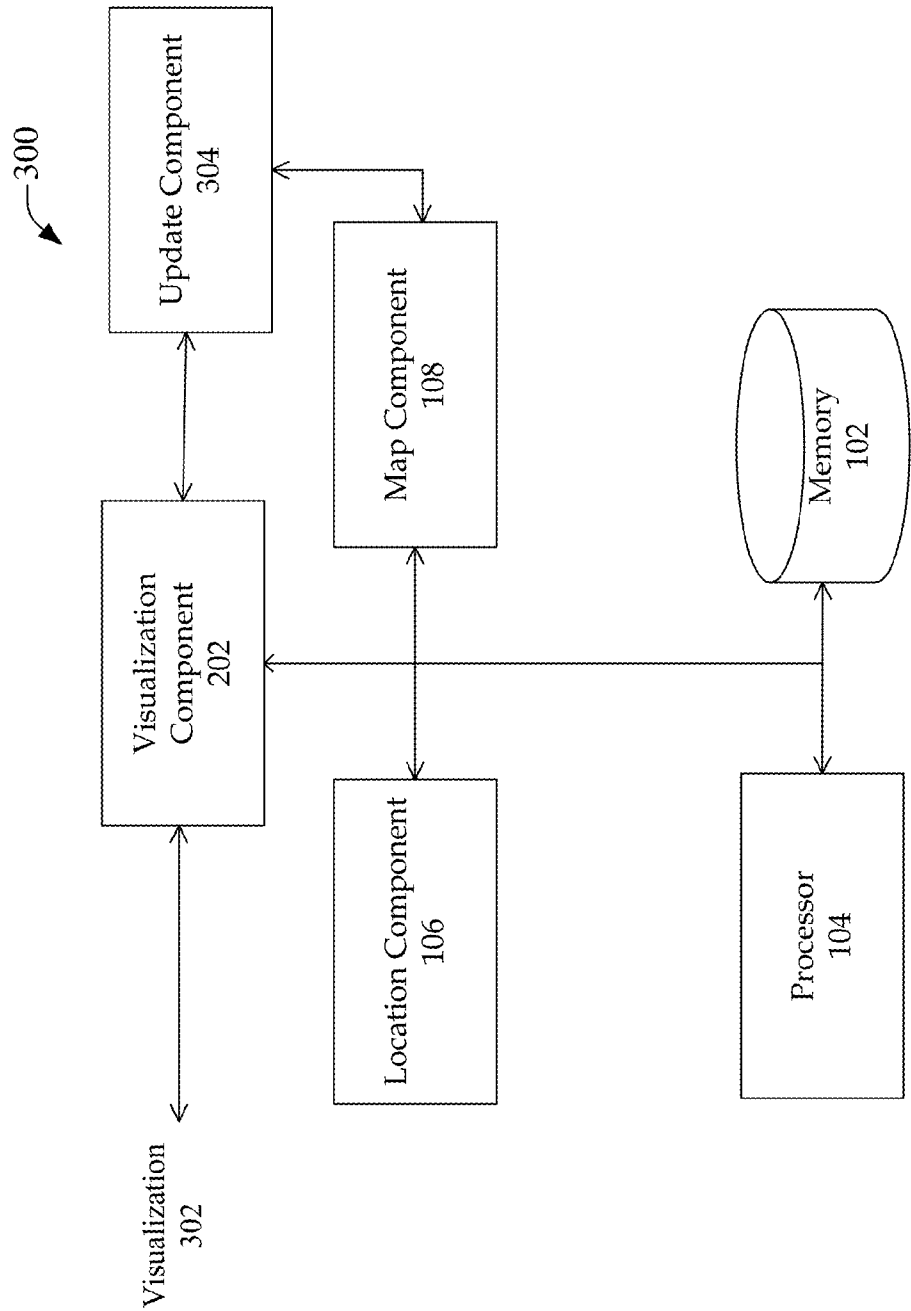 300
Visualization
302
Visualization
Component
202
Update Component
304
Location Component
106
Map Component
108
Processor
104
Memory
102